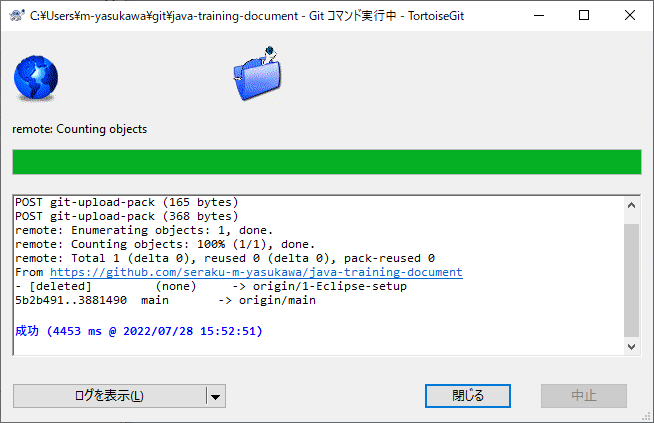 C:¥Users¥m-yasukawa¥git¥java-training-document - Git コマンド実行中 - TortoiseGit
remote: Counting objects
POST git-upload-pack (165 bytes)
POST git-upload-pack (368 bytes)
remote: Enumerating objects: 1, done.
remote: Counting objects: 100% (1/1), done.
remote: Total 1 (delta 0), reused 0 (delta 0), pack-reused 0
From https://github.com/seraku-m-yasukawa/java-training-document
- [deleted]         (none)     -> origin/1-Eclipse-setup
5b2b491..3881490  main       -> origin/main
成功 (4453 ms @ 2022/07/28 15:52:51)
ログを表示(L)
閉じる
中止